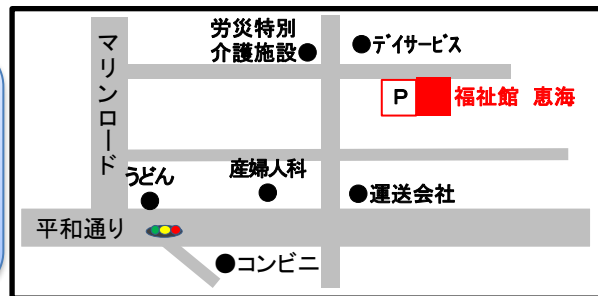 マリンロード
労災特別
介護施設●
●デイサービス
P
福祉館 恵海
うどん
産婦人科
●運送会社
平和通り
●コンビニ